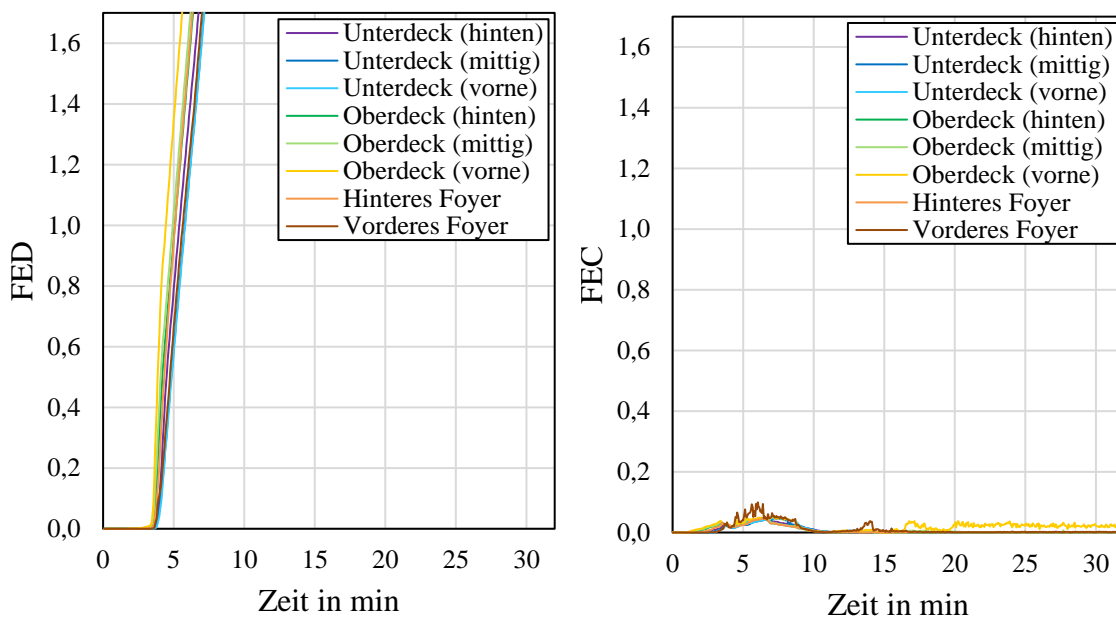 FED
1,6
1,4
1,2
1,0
0,8
0,6
0,4
0,2
0,0
Unterdeck (hinten)
Unterdeck (mittig)
Unterdeck (vorne)
Oberdeck (hinten)
Oberdeck (mittig)
Oberdeck (vorne)
Hinteres Foyer
Vorderes Foyer
0 5 10 15 20 25 30
Zeit in min
FEC
1,6
1,4
1,2
1,0
0,8
0,6
0,4
0,2
0,0
Unterdeck (hinten)
Unterdeck (mittig)
Unterdeck (vorne)
Oberdeck (hinten)
Oberdeck (mittig)
Oberdeck (vorne)
Hinteres Foyer
Vorderes Foyer
0 5 10 15 20 25 30
Zeit in min